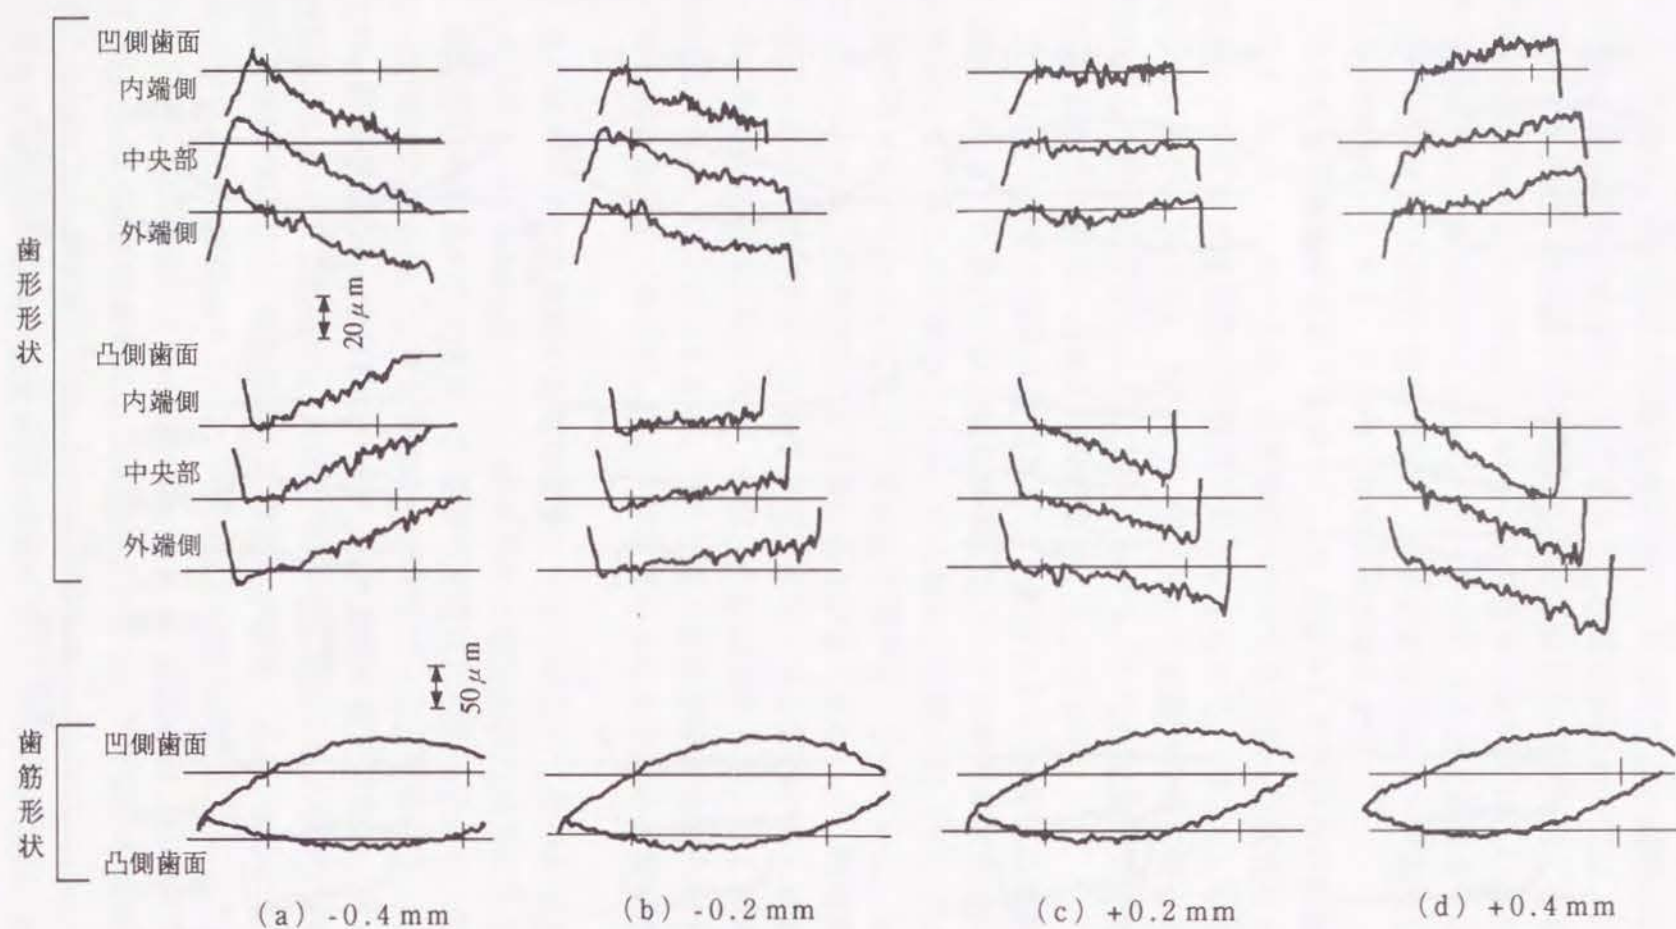 歯形形状
凹側歯面
内端側
中央部
外端側
20μm
凸側歯面
内端側
中央部
外端側
50μm
歯筋形状
凹側歯面
凸側歯面
(a) -0.4mm
(b) -0.2mm
(c) +0.2mm
(d) +0.4mm